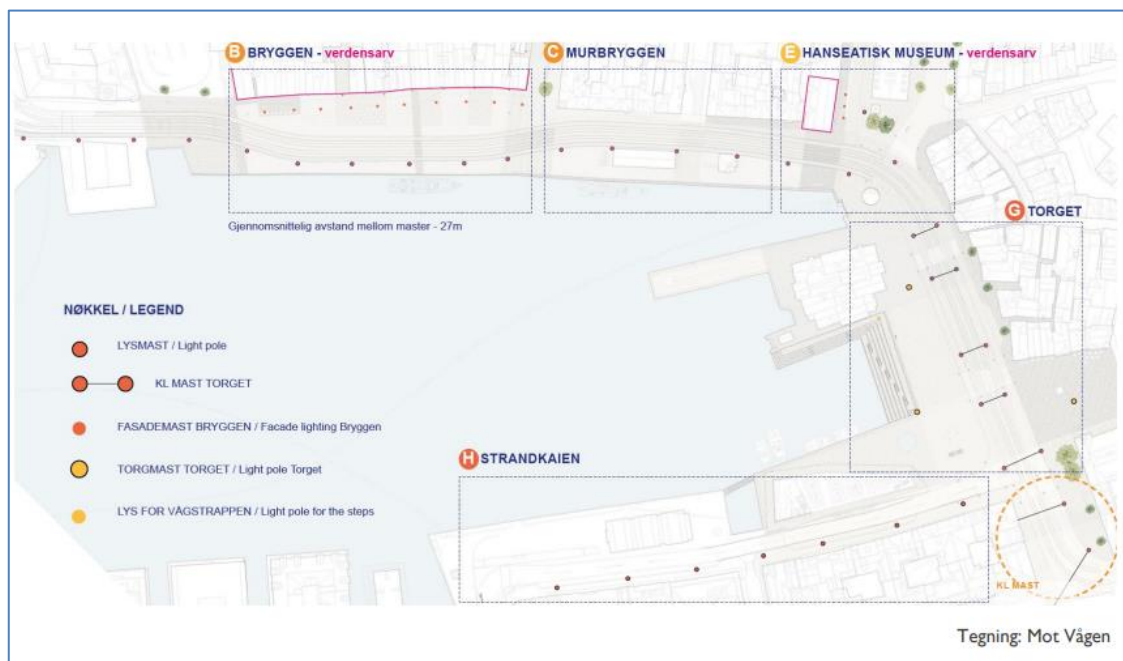 B BRYGGEN - verdensarv
C MURBRYGGEN
E HANSEATISK MUSEUM - verdensarv
Gjennomsnittelig avstand mellom master - 27m
G TORGET
NØKKEL / LEGEND
LYSMAST / Light pole
KL MAST TORGET
FASADEMAST BRYGGEN / Facade lighting Bryggen
TORGMAST TORGET / Light pole Torget
LYS FOR VÅGSTRAPPEN / Light pole for the steps
H STRANDKAIEN
KL MAST
Tegning: Mot Vågen